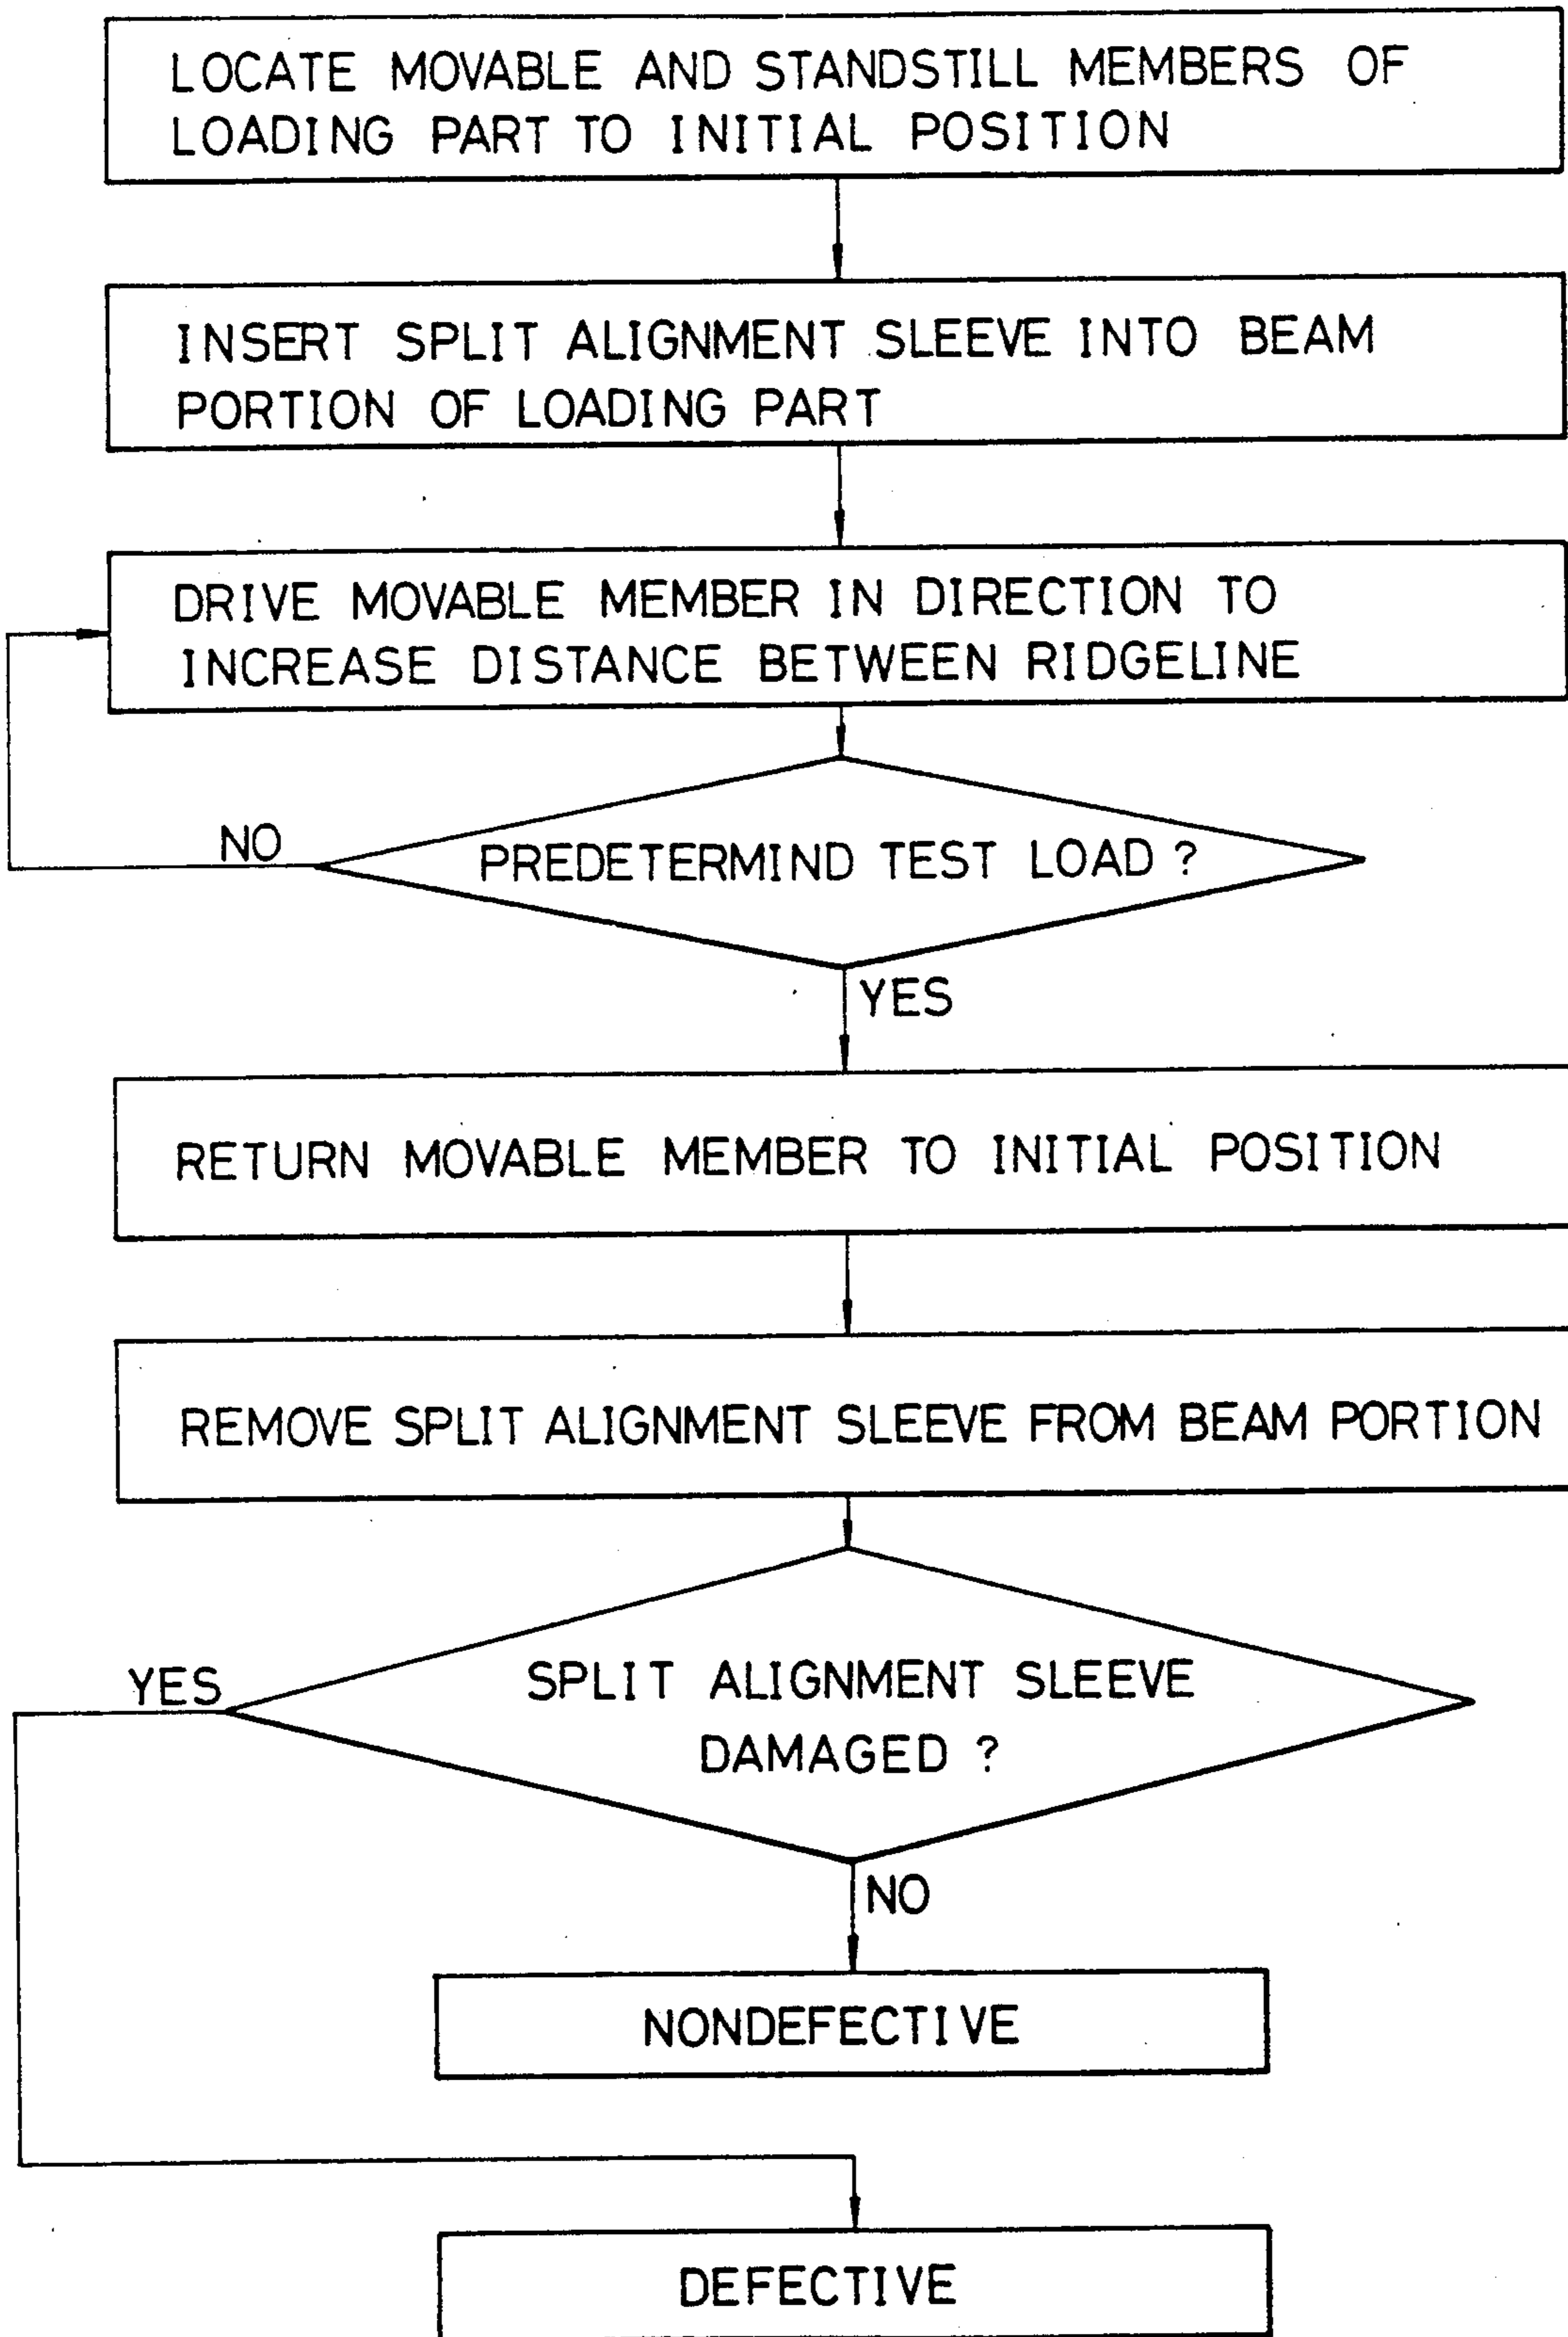 LOCATE MOVABLE AND STANDSTILL MEMBERS OF
LOADING PART TO INITIAL POSITION
INSERT SPLIT ALIGNMENT SLEEVE INTO BEAM
PORTION OF LOADING PART
DRIVE MOVABLE MEMBER IN DIRECTION TO
INCREASE DISTANCE BETWEEN RIDGELINE
NO
PREDETERMIND TEST LOAD ?
YES
RETURN MOVABLE MEMBER TO INITIAL POSITION
REMOVE SPLIT ALIGNMENT SLEEVE FROM BEAM PORTION
YES
SPLIT ALIGNMENT SLEEVE
DAMAGED ?
NO
NONDEFECTIVE
DEFECTIVE